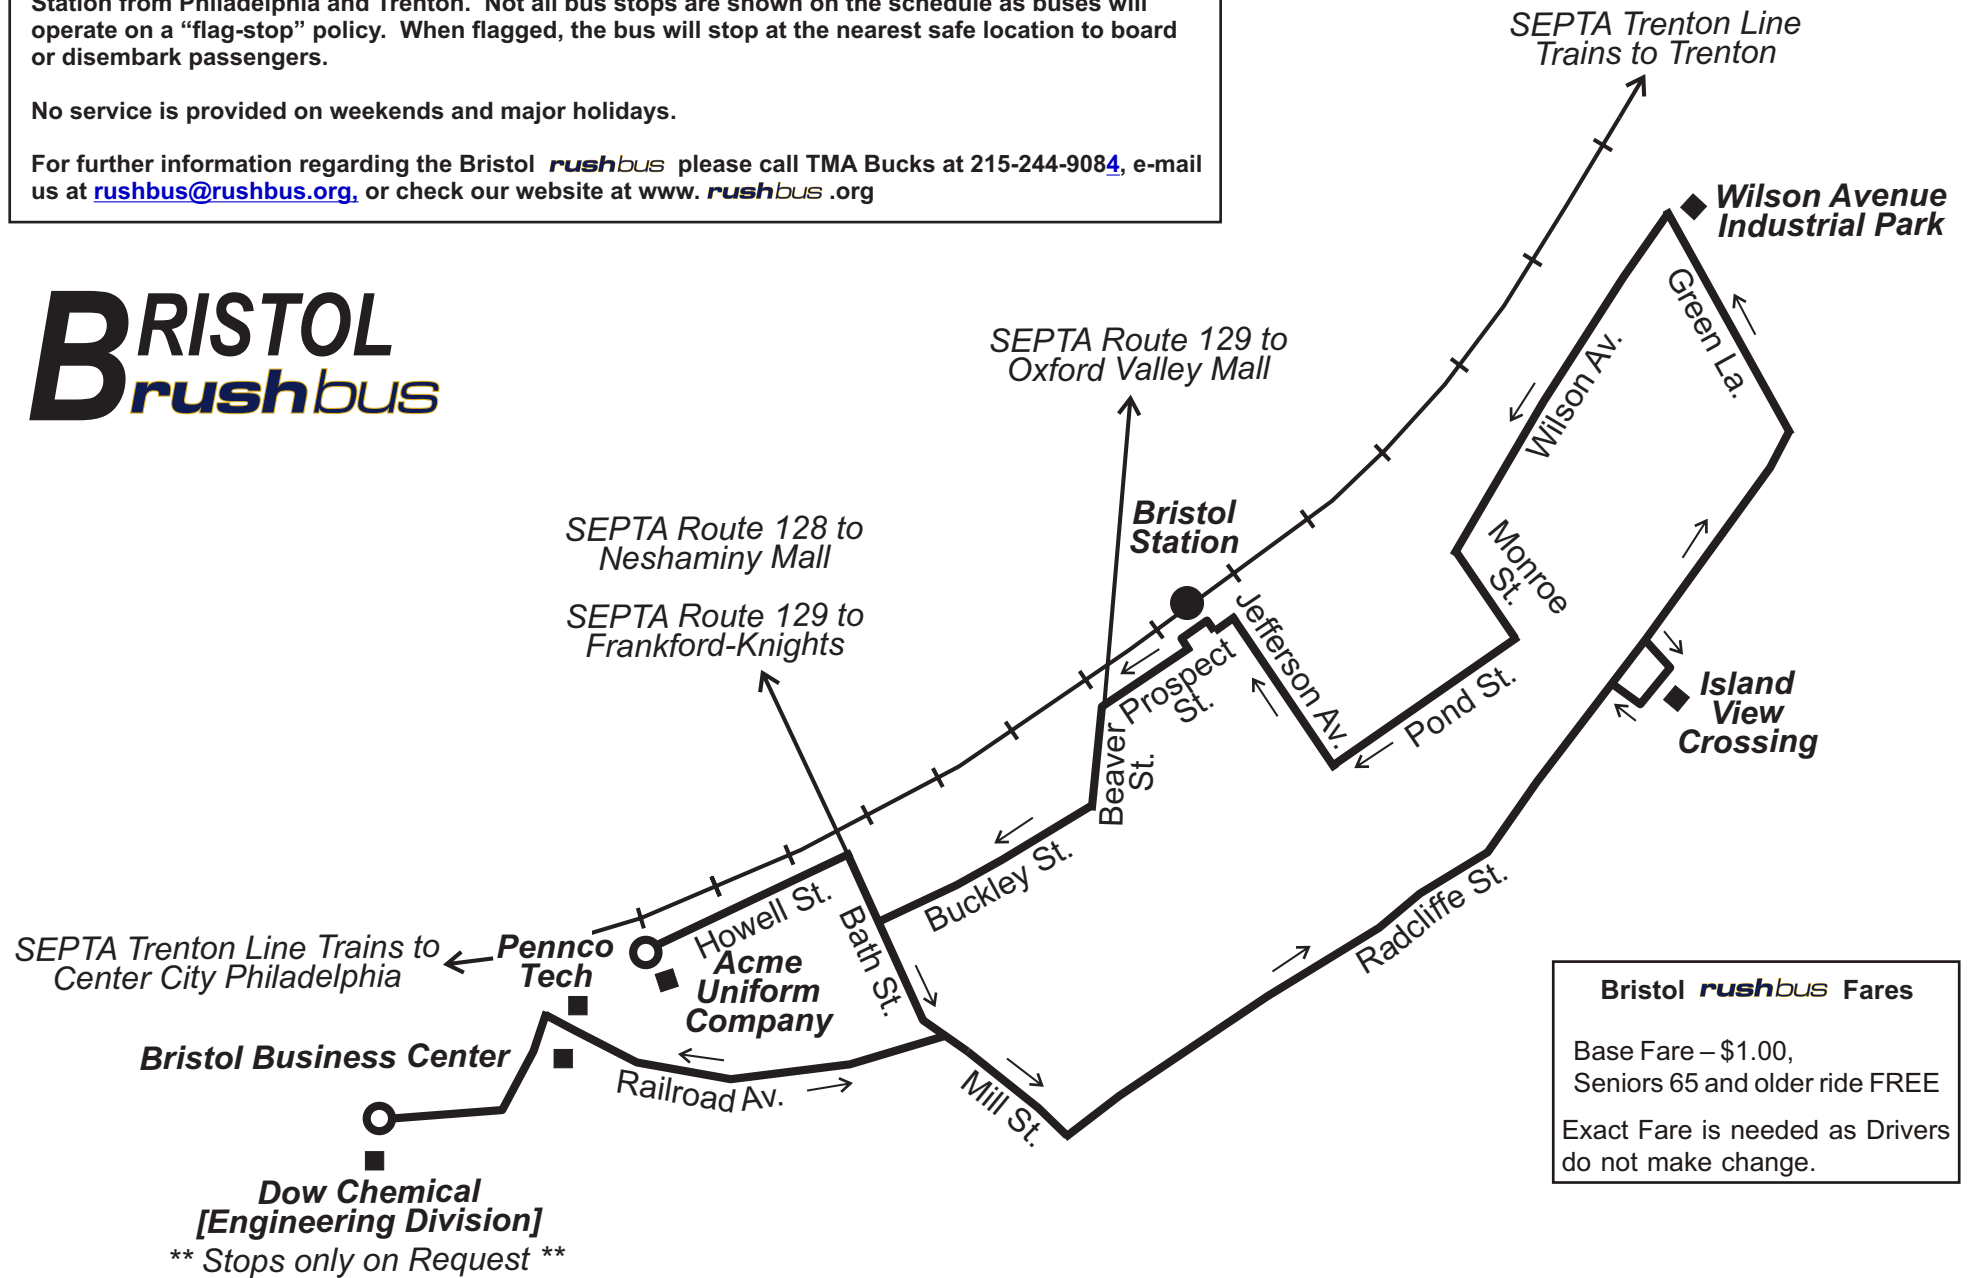 Station from Philadelphia and Trenton. Not all bus stops are shown on the schedule as buses will
operate on a “flag-stop” policy. When flagged, the bus will stop at the nearest safe location to board
or disembark passengers.
No service is provided on weekends and major holidays.
For further information regarding the Bristol rushbus please call TMA Bucks at 215-244-9084, e-mail
us at rushbus@rushbus.org, or check our website at www. rushbus .org
SEPTA Trenton Line
Trains to Trenton
Wilson Avenue
Industrial Park
Green La.
BRISTOL
rushbus
SEPTA Route 129 to
Oxford Valley Mall
Wilson Av.
Bristol
Station
SEPTA Route 128 to
Neshaminy Mall
SEPTA Route 129 to
Frankford-Knights
Monroe
St.
Jefferson Av.
Prospect
St.
Pond St.
Island
View
Crossing
Beaver
St.
Buckley St.
Radcliffe St.
Howell St.
Bath St.
SEPTA Trenton Line Trains to
Center City Philadelphia
Pennco
Tech
Acme
Uniform
Company
Bristol Business Center
Railroad Av.
Mill St.
Dow Chemical
[Engineering Division]
** Stops only on Request **
Bristol rushbus Fares
Base Fare – $1.00,
Seniors 65 and older ride FREE
Exact Fare is needed as Drivers
do not make change.